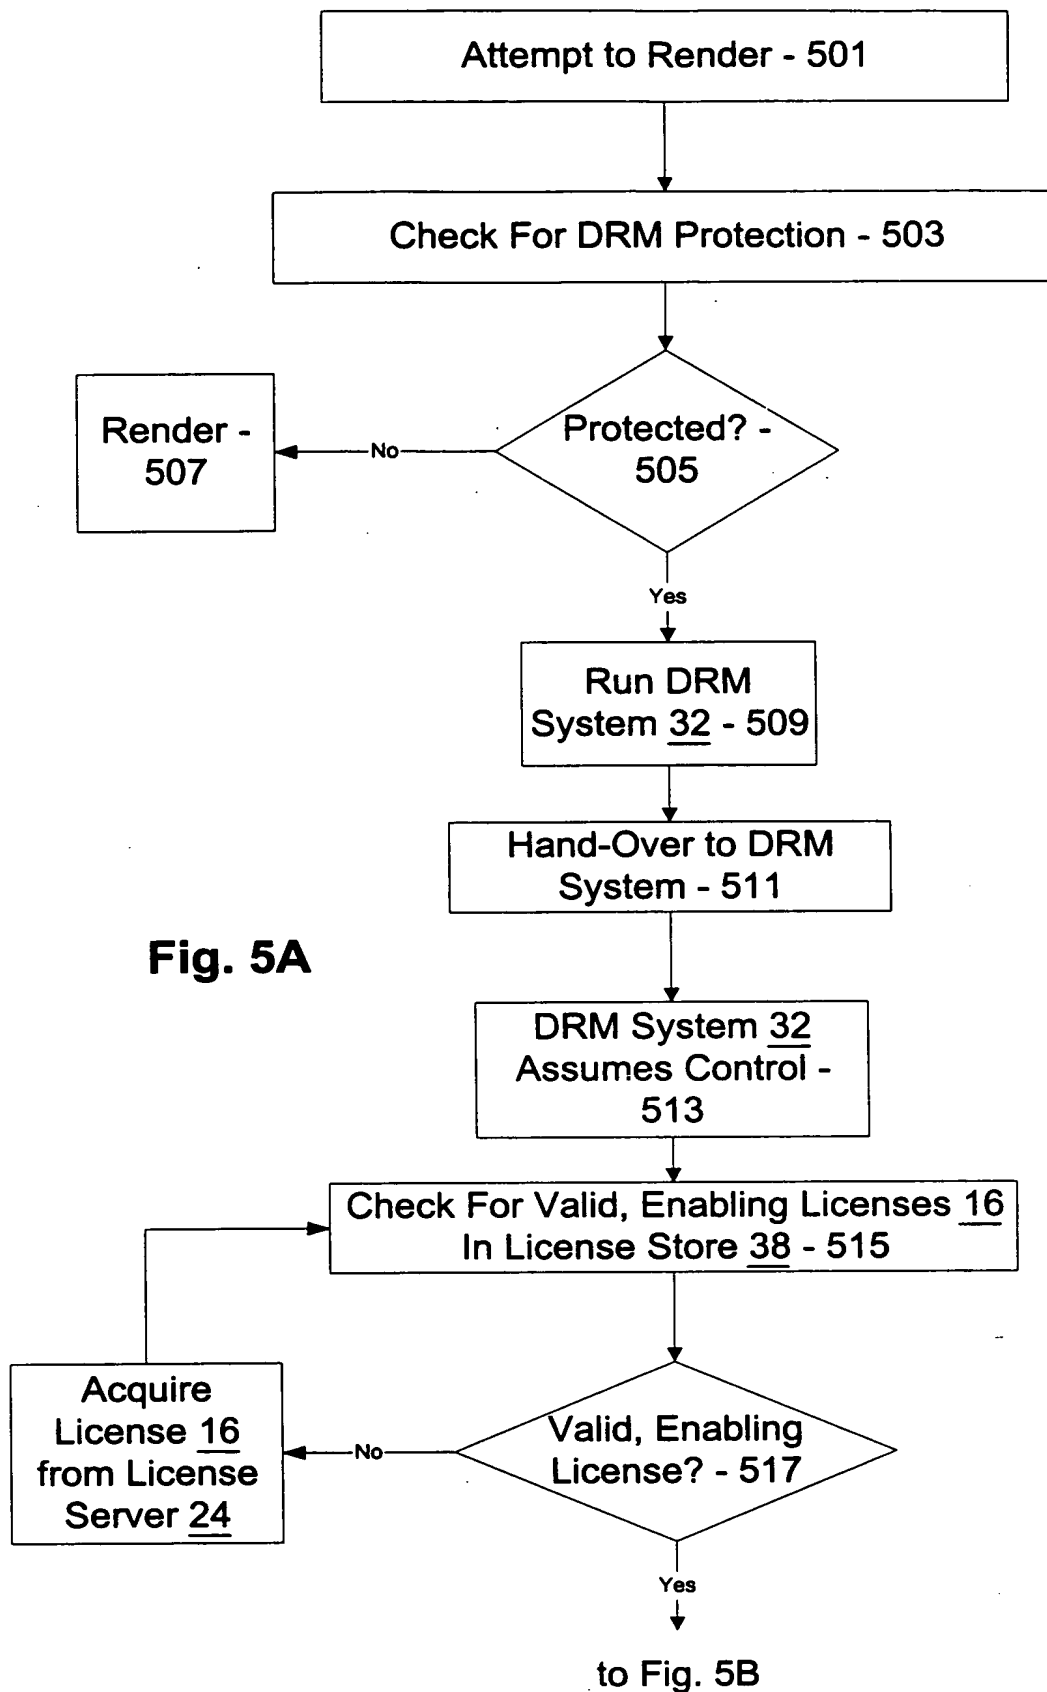 Attempt to Render - 501
Check For DRM Protection - 503
Protected? -
505
No
Render -
507
Yes
Run DRM
System 32 - 509
Hand-Over to DRM
System - 511
Fig. 5A
DRM System 32
Assumes Control -
513
Check For Valid, Enabling Licenses 16
In License Store 38 - 515
Valid, Enabling
License? - 517
No
Acquire
License 16
from License
Server 24
Yes
to Fig. 5B